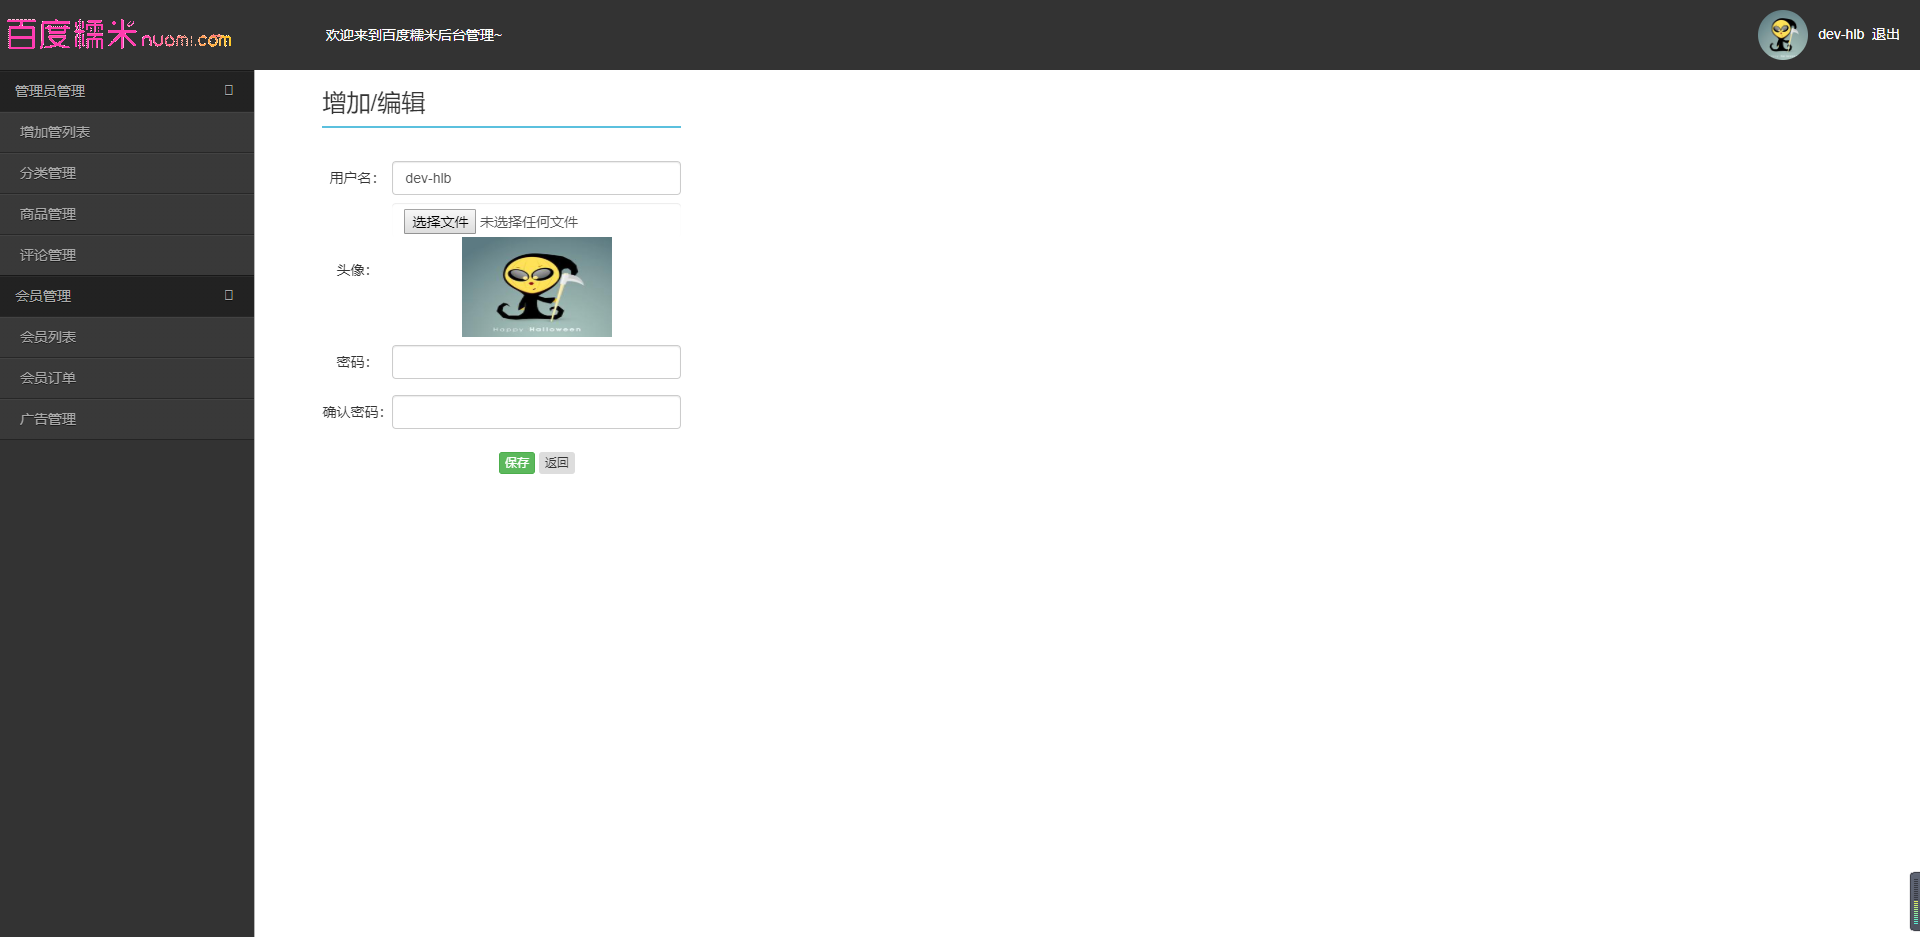 百度糯米nuomi.com
欢迎来到百度糯米后台管理~
dev-hlb 退出
管理员管理
增加管列表
分类管理
商品管理
评论管理
会员管理
会员列表
会员订单
广告管理
增加/编辑
用户名：
dev-hlb
选择文件 未选择任何文件
头像：
Happy Halloween
密码：
确认密码：
保存 返回